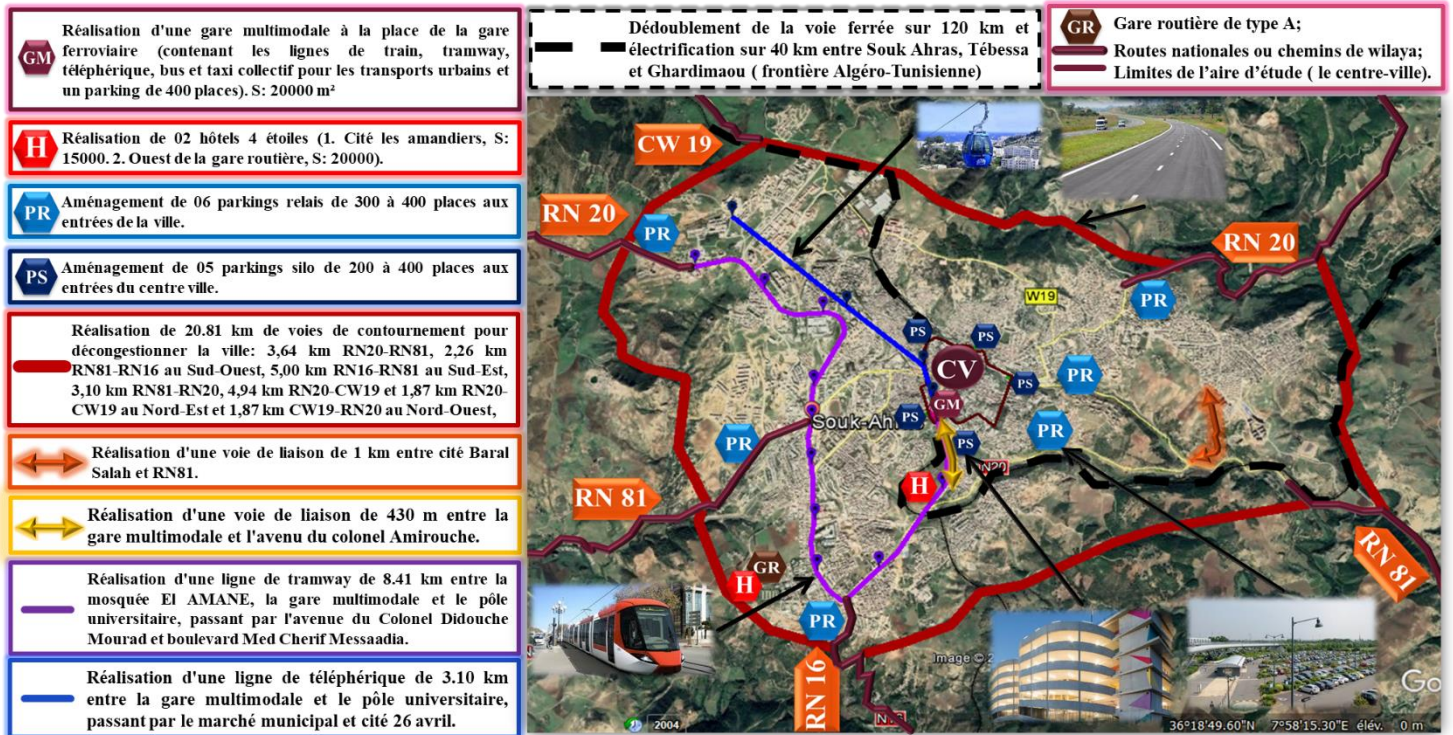 GM
Réalisation d'une gare multimodale à la place de la gare
ferroviaire (contenant les lignes de train, tramway,
téléphérique, bus et taxi collectif pour les transports urbains et
un parking de 400 places). S: 20000 m²
H
Réalisation de 02 hôtels 4 étoiles (1. Cité les amandiers, S:
15000. 2. Ouest de la gare routière, S: 20000).
PR
Aménagement de 06 parkings relais de 300 à 400 places aux
entrées de la ville.
PS
Aménagement de 05 parkings silo de 200 à 400 places aux
entrées du centre ville.
Réalisation de 20.81 km de voies de contournement pour
décongestionner la ville: 3,64 km RN20-RN81, 2,26 km
RN81-RN16 au Sud-Ouest, 5,00 km RN16-RN81 au Sud-Est,
3,10 km RN81-RN20, 4,94 km RN20-CW19 et 1,87 km RN20-
CW19 au Nord-Est et 1,87 km CW19-RN20 au Nord-Ouest,
Réalisation d'une voie de liaison de 1 km entre cité Baral
Salah et RN81.
Réalisation d'une voie de liaison de 430 m entre la
gare multimodale et l'avenu du colonel Amirouche.
Réalisation d'une ligne de tramway de 8.41 km entre la
mosquée El AMANE, la gare multimodale et le pôle
universitaire, passant par l'avenue du Colonel Didouche
Mourad et boulevard Med Cherif Messaadia.
Réalisation d'une ligne de téléphérique de 3.10 km
entre la gare multimodale et le pôle universitaire,
passant par le marché municipal et cité 26 avril.
Dédoublement de la voie ferrée sur 120 km et
électrification sur 40 km entre Souk Ahras, Tébessa
et Ghardimaou ( frontière Algéro-Tunisienne)
GR
Gare routière de type A;
Routes nationales ou chemins de wilaya;
Limites de l'aire d'étude ( le centre-ville).
CW 19
RN 20
PR
RN 20
PR
W19
PS
PS
CV
PS
PR
GM
PS
Souk-Ah
PR
PS
PR
N20
H
RN 81
RN 81
GR
H
PR
RN 16
Image ©
Go
2004
36°18'49.60"N 7°58'15.30"E élév. 0 m